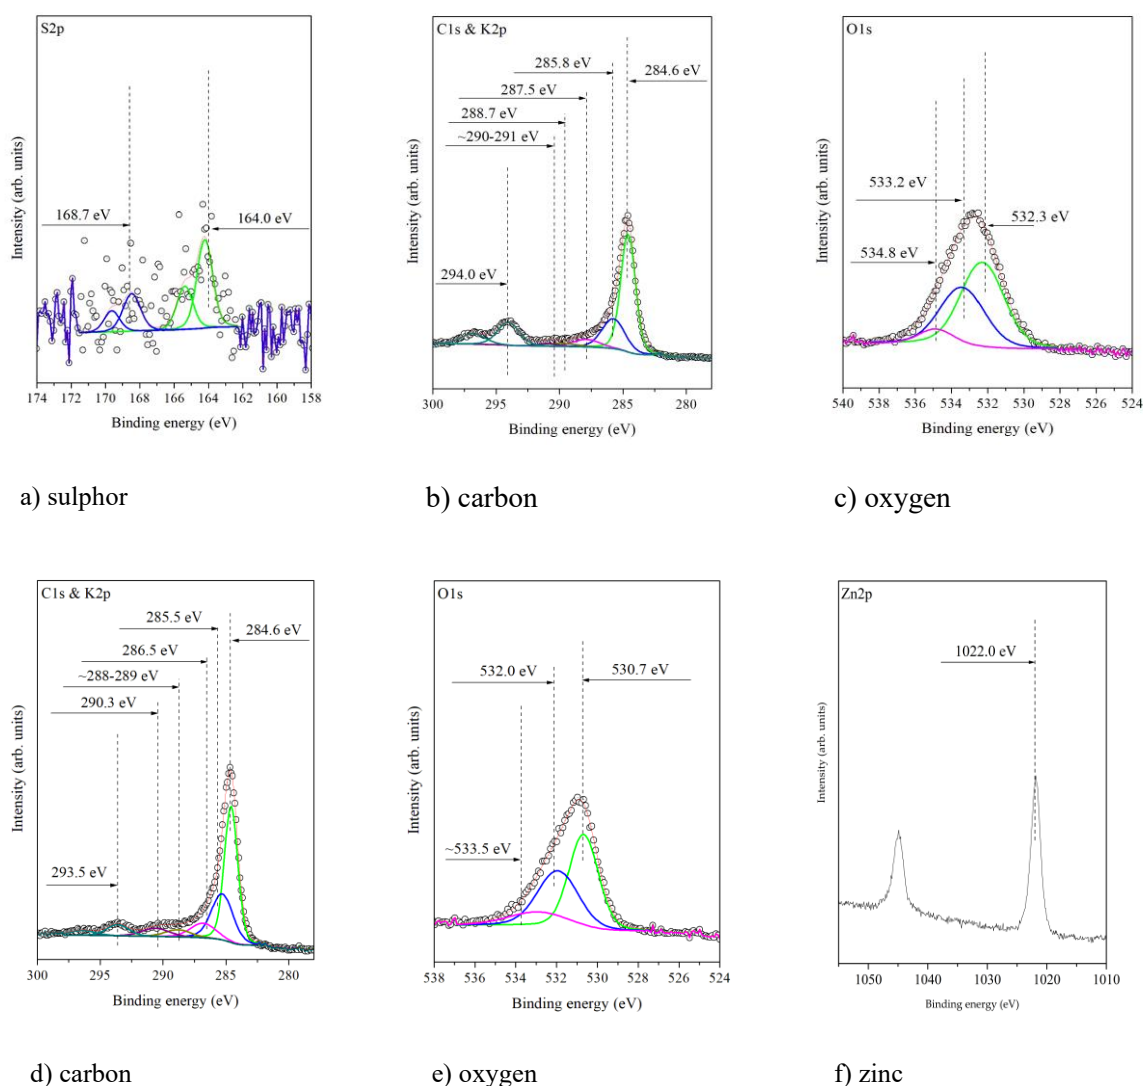 S2p
168.7 eV
164.0 eV
Intensity (arb. units)
174 172 170 168 166 164 162 160 158
Binding energy (eV)
a) sulphor
C1s & K2p
285.8 eV
284.6 eV
287.5 eV
288.7 eV
~290-291 eV
294.0 eV
Intensity (arb. units)
300 295 290 285 280
Binding energy (eV)
b) carbon
O1s
533.2 eV
532.3 eV
534.8 eV
Intensity (arb. units)
540 538 536 534 532 530 528 526 524
Binding energy (eV)
c) oxygen
C1s & K2p
285.5 eV
284.6 eV
286.5 eV
~288-289 eV
290.3 eV
293.5 eV
Intensity (arb. units)
300 295 290 285 280
Binding energy (eV)
d) carbon
O1s
532.0 eV
530.7 eV
~533.5 eV
Intensity (arb. units)
538 536 534 532 530 528 526 524
Binding energy (eV)
e) oxygen
Zn2p
1022.0 eV
Intensity (arb. units)
1050 1040 1030 1020 1010
Binding energy (eV)
f) zinc